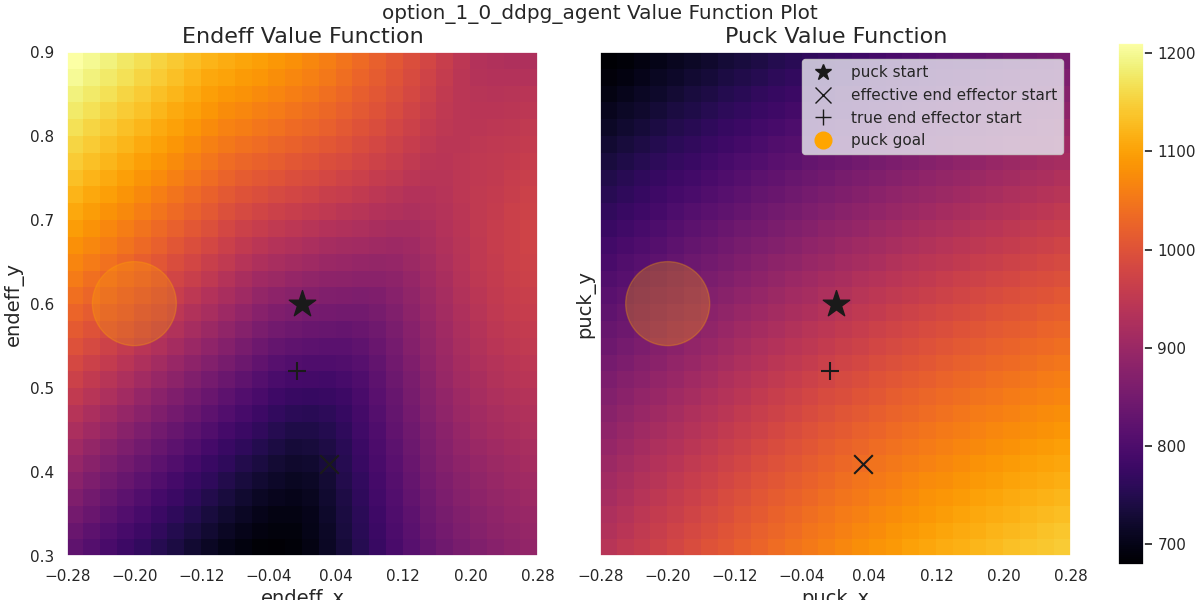 option_1_0_ddpg_agent Value Function Plot
Endeff Value Function
Puck Value Function
endeff_y
0.9
0.8
0.7
0.6
0.5
0.4
0.3
−0.28 −0.20 −0.12 −0.04 0.04 0.12 0.20 0.28
endeff_x
puck_y
puck start
effective end effector start
true end effector start
puck goal
−0.28 −0.20 −0.12 −0.04 0.04 0.12 0.20 0.28
puck_x
1200
1100
1000
900
800
700